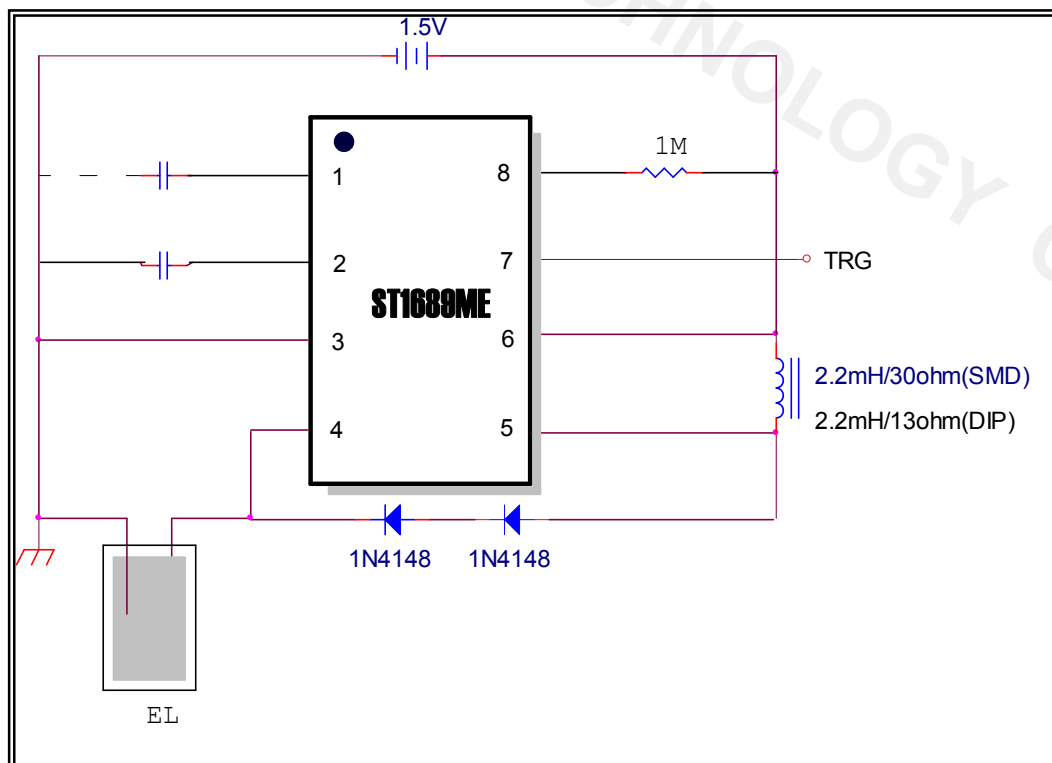 1.5V
1M
1
8
2
7
TRG
ST1689ME
3
6
2.2mH/30ohm(SMD)
2.2mH/13ohm(DIP)
4
5
1N4148
1N4148
EL